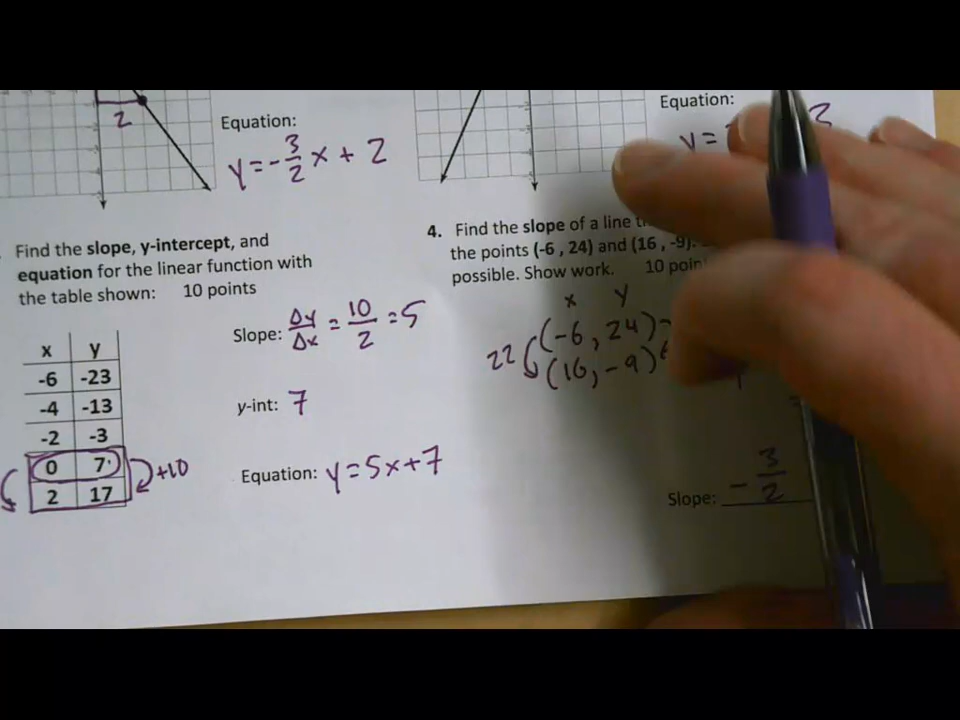 2
Equation:
y = -3/2 x + 2
Equation:
y =
3
Find the slope, y-intercept, and
equation for the linear function with
the table shown: 10 points
x y
-6 -23
-4 -13
-2 -3
0 7
2 17
+10
Slope: Δy/Δx = 10/2 = 5
y-int: 7
Equation: y = 5x + 7
4. Find the slope of a line
the points (-6 , 24) and (16 , -9).
possible. Show work. 10
x y
(-6, 24)
22
(16, -9)
Slope: -3/2